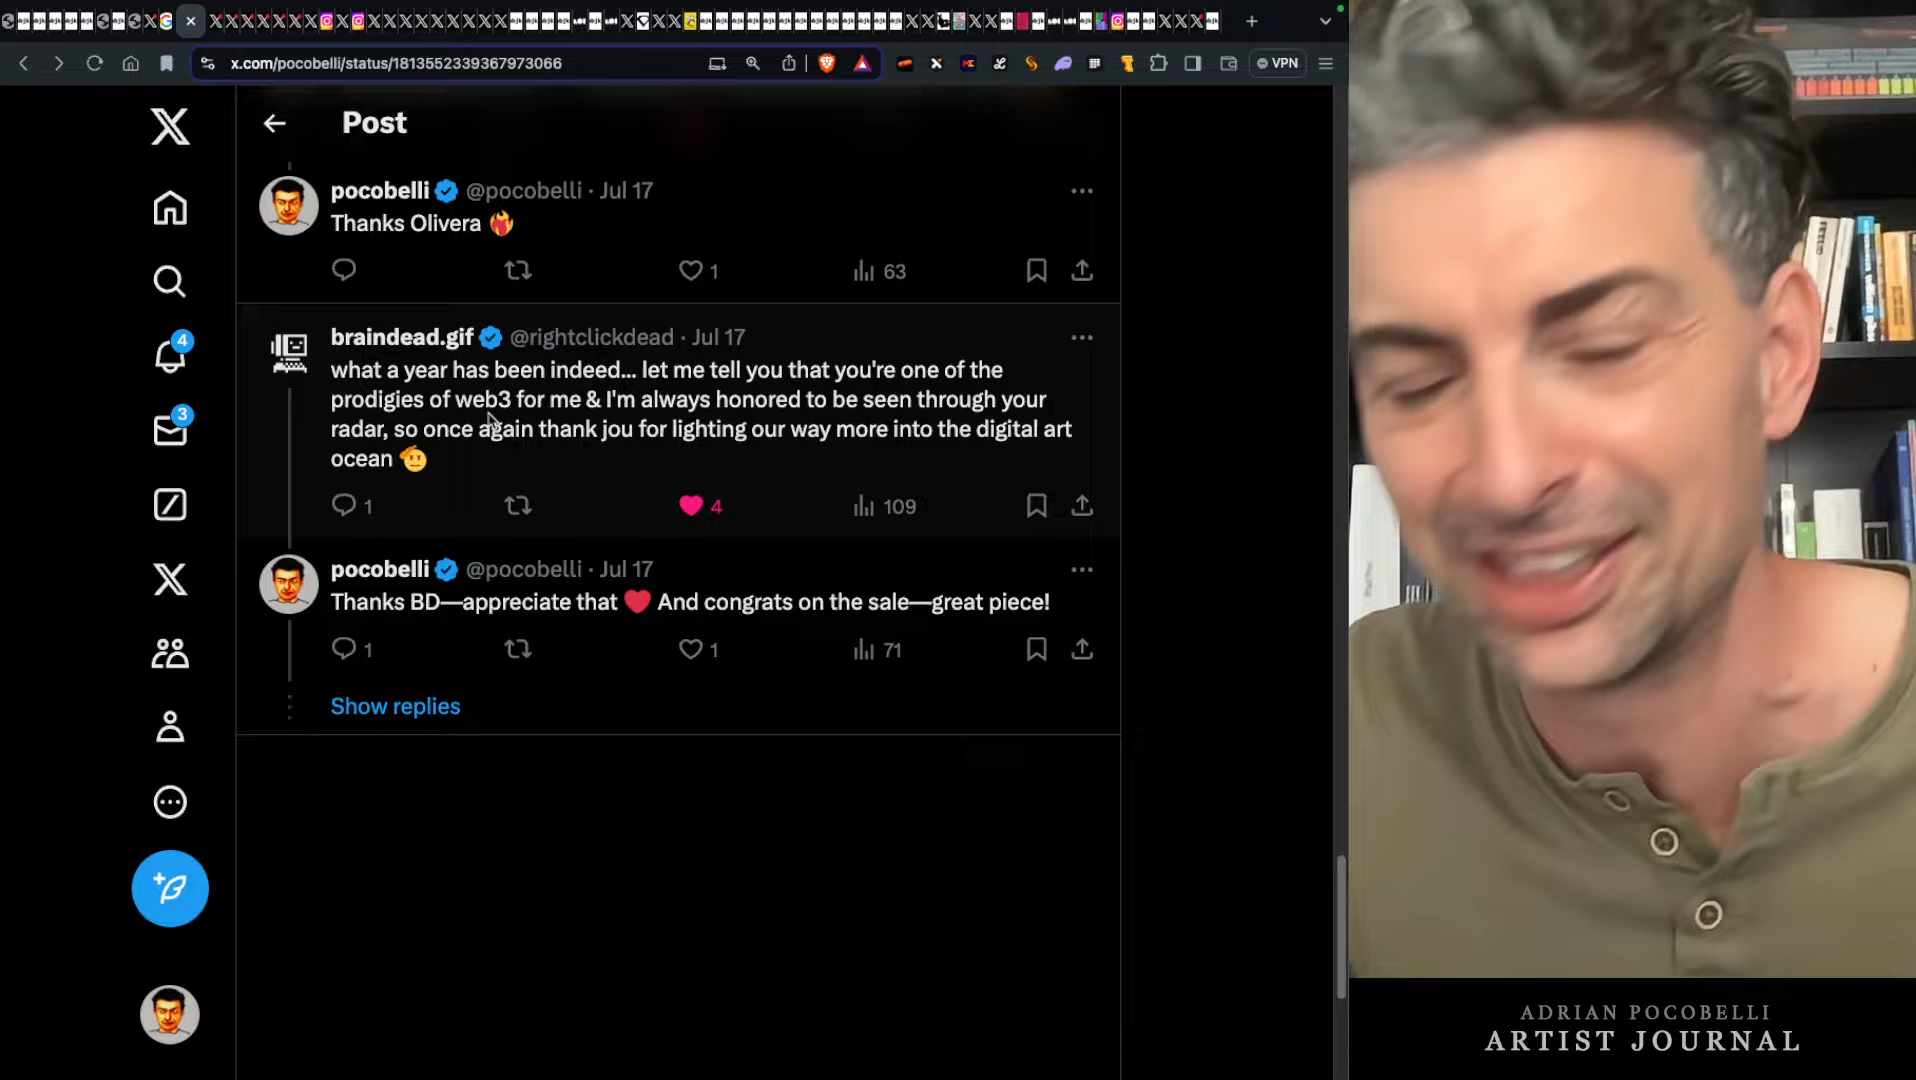 x.com/pocobelli/status/1813552339367973066
VPN
Post
pocobelli @pocobelli · Jul 17
Thanks Olivera
1
63
4
braindead.gif @rightclickdead · Jul 17
what a year has been indeed... let me tell you that you're one of the
prodigies of web3 for me & I'm always honored to be seen through your
radar, so once again thank jou for lighting our way more into the digital art
ocean
3
1
4
109
pocobelli @pocobelli · Jul 17
Thanks BD—appreciate that And congrats on the sale—great piece!
1
1
71
Show replies
ADRIAN POCOBELLI
ARTIST JOURNAL